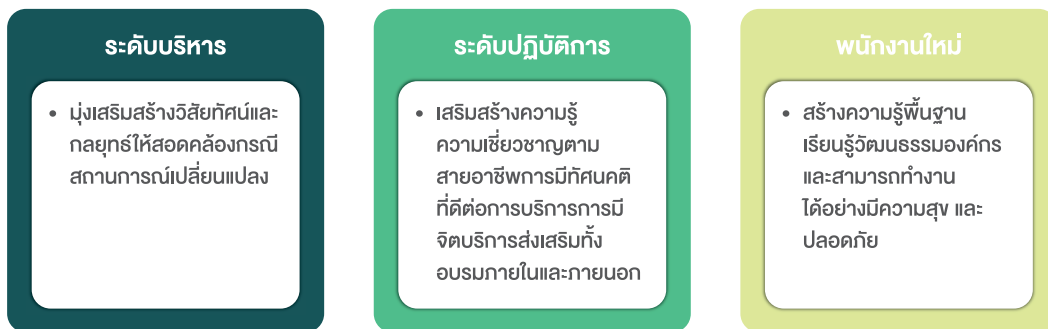 ระดับบริหาร
• มุ่งเสริมสร้างวิสัยทัศน์และ
กลยุทธ์ให้สอดคล้องกรณี
สถานการณ์เปลี่ยนแปลง
ระดับปฏิบัติการ
• เสริมสร้างความรู้
ความเชี่ยวชาญตาม
สายอาชีพการมีทัศนคติ
ที่ดีต่อการบริการการมี
จิตบริการส่งเสริมทั้ง
อบรมภายในและภายนอก
พนักงานใหม่
• สร้างความรู้พื้นฐาน
เรียนรู้วัฒนธรรมองค์กร
และสามารถทำงาน
ได้อย่างมีความสุข และ
ปลอดภัย